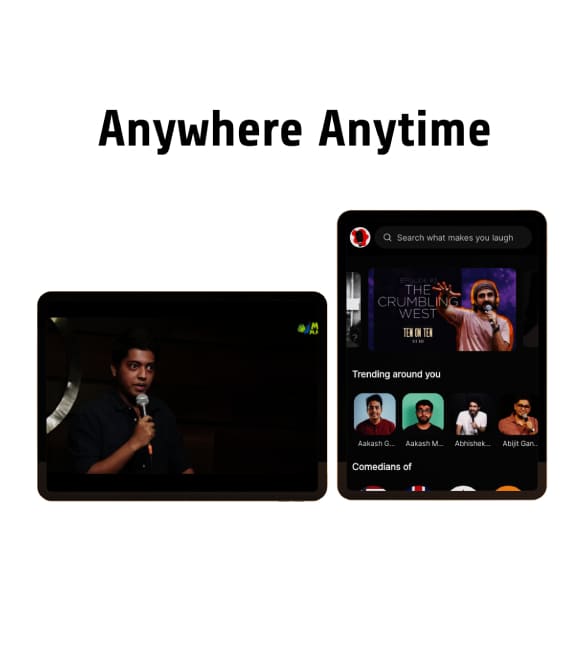 Anywhere Anytime
Search what makes you laugh
THE
CRUMBLING
WEST
TEN ON TEN
Trending around you
Aakash G...
Aakash M...
Abhishek...
Abijit Gan..
Comedians of